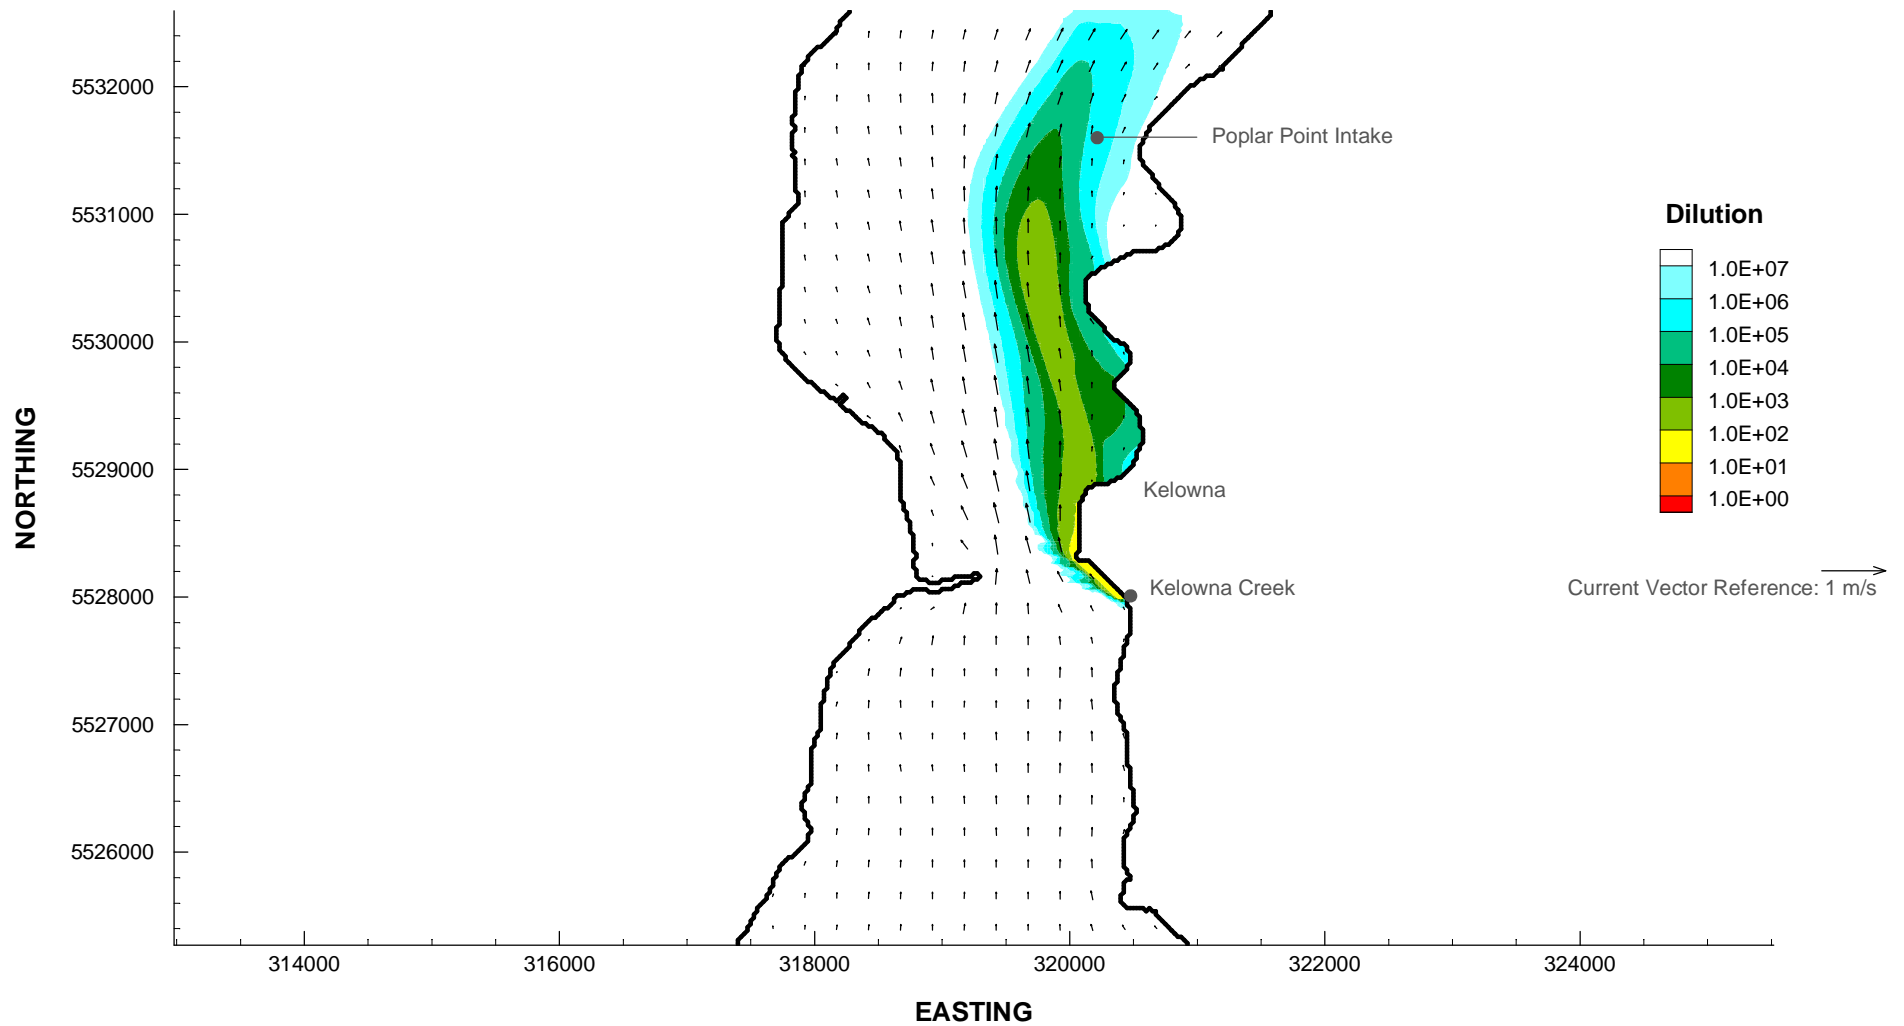 5532000
Poplar Point Intake
5531000
Dilution
1.0E+07
1.0E+06
1.0E+05
1.0E+04
1.0E+03
1.0E+02
1.0E+01
1.0E+00
5530000
NORTHING
5529000
Kelowna
5528000
Kelowna Creek
Current Vector Reference: 1 m/s
5527000
5526000
314000 316000 318000 320000 322000 324000
EASTING